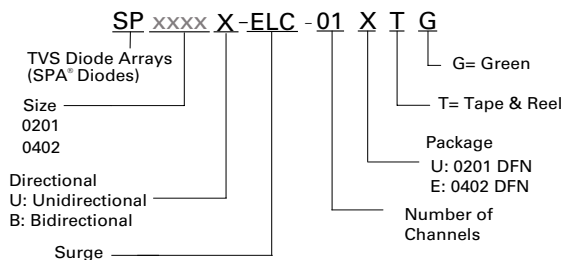 SP xxxx X-ELC-01 X T G
TVS Diode Arrays
(SPA® Diodes)
G= Green
Size
0201
0402
T= Tape & Reel
Package
U: 0201 DFN
E: 0402 DFN
Directional
U: Unidirectional
B: Bidirectional
Number of
Channels
Surge